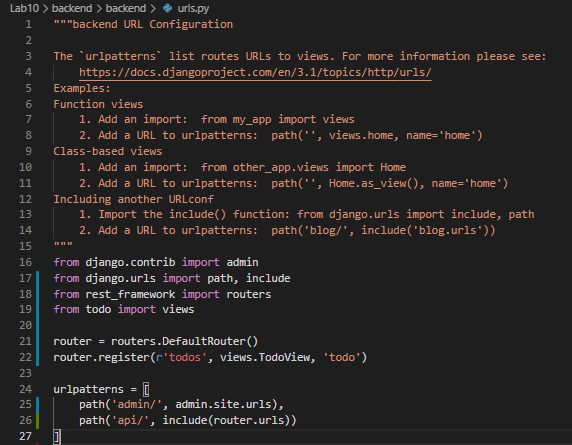 Lab10 > backend > backend > urls.py
1 """backend URL Configuration
2
3 The `urlpatterns` list routes URLs to views. For more information please see:
4     https://docs.djangoproject.com/en/3.1/topics/http/urls/
5 Examples:
6 Function views
7     1. Add an import:  from my_app import views
8     2. Add a URL to urlpatterns:  path('', views.home, name='home')
9 Class-based views
10     1. Add an import:  from other_app.views import Home
11     2. Add a URL to urlpatterns:  path('', Home.as_view(), name='home')
12 Including another URLconf
13     1. Import the include() function: from django.urls import include, path
14     2. Add a URL to urlpatterns:  path('blog/', include('blog.urls'))
15 """
16 from django.contrib import admin
17 from django.urls import path, include
18 from rest_framework import routers
19 from todo import views
20
21 router = routers.DefaultRouter()
22 router.register(r'todos', views.TodoView, 'todo')
23
24 urlpatterns = [
25     path('admin/', admin.site.urls),
26     path('api/', include(router.urls))
27 ]